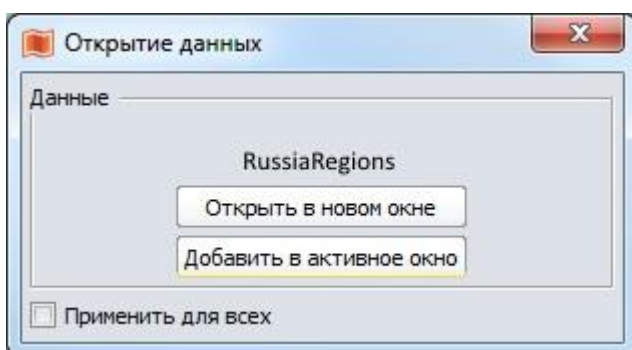 Открытие данных
Данные
RussiaRegions
Открыть в новом окне
Добавить в активное окно
Применить для всех